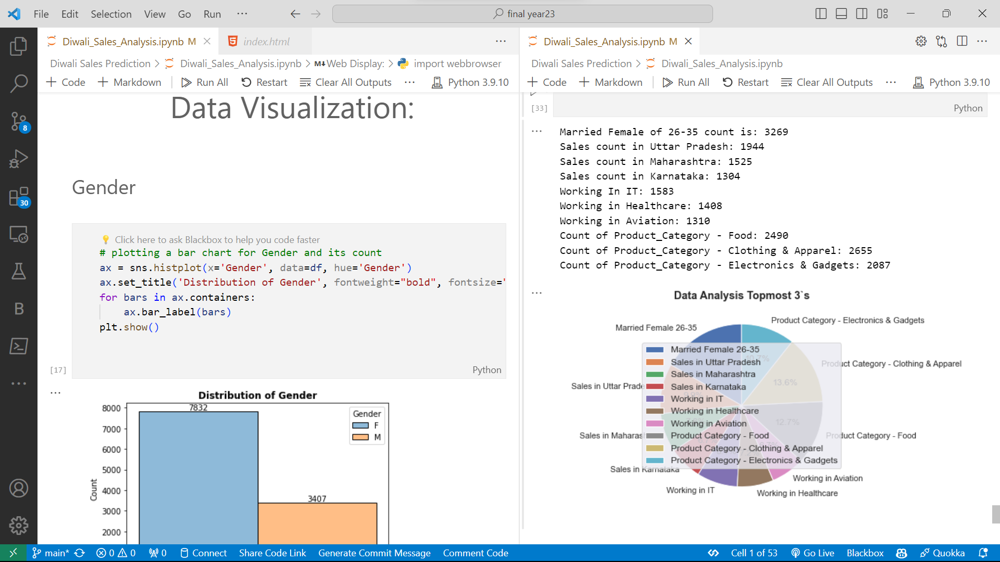 File Edit Selection View Go Run ··· final year23
Diwali_Sales_Analysis.ipynb M index.html ···
Diwali Sales Prediction > Diwali_Sales_Analysis.ipynb > M↓Web Display: > import webbrowser
+ Code + Markdown Run All Restart Clear All Outputs ··· Python 3.9.10
Data Visualization:
Gender
Click here to ask Blackbox to help you code faster
# plotting a bar chart for Gender and its count
ax = sns.histplot(x='Gender', data=df, hue='Gender')
ax.set_title('Distribution of Gender', fontweight="bold", fontsize='
for bars in ax.containers:
ax.bar_label(bars)
plt.show()
[17] Python
···
Distribution of Gender
8000
7000
6000
5000
4000
3000
2000
Count
7832
3407
Gender
F
M
Diwali_Sales_Analysis.ipynb M ···
Diwali Sales Prediction > Diwali_Sales_Analysis.ipynb
+ Code + Markdown Run All Restart Clear All Outputs ··· Python 3.9.10
[33] Python
···
Married Female of 26-35 count is: 3269
Sales count in Uttar Pradesh: 1944
Sales count in Maharashtra: 1525
Sales count in Karnataka: 1304
Working In IT: 1583
Working in Healthcare: 1408
Working in Aviation: 1310
Count of Product_Category - Food: 2490
Count of Product_Category - Clothing & Apparel: 2655
Count of Product_Category - Electronics & Gadgets: 2087
···
Data Analysis Topmost 3`s
Product Category - Electronics & Gadgets
Married Female 26-35
Product Category - Clothing & Apparel
Sales in Uttar Prade
Sales in Maharas
Product Category - Food
Sales in Karnataka
Working in Aviation
Working in IT
Working in Healthcare
13.6%
12.7%
Married Female 26-35
Sales in Uttar Pradesh
Sales in Maharashtra
Sales in Karnataka
Working in IT
Working in Healthcare
Working in Aviation
Product Category - Food
Product Category - Clothing & Apparel
Product Category - Electronics & Gadgets
8
30
B
main* 0 0 0 Connect Share Code Link Generate Commit Message Comment Code Cell 1 of 53 Go Live Blackbox Quokka